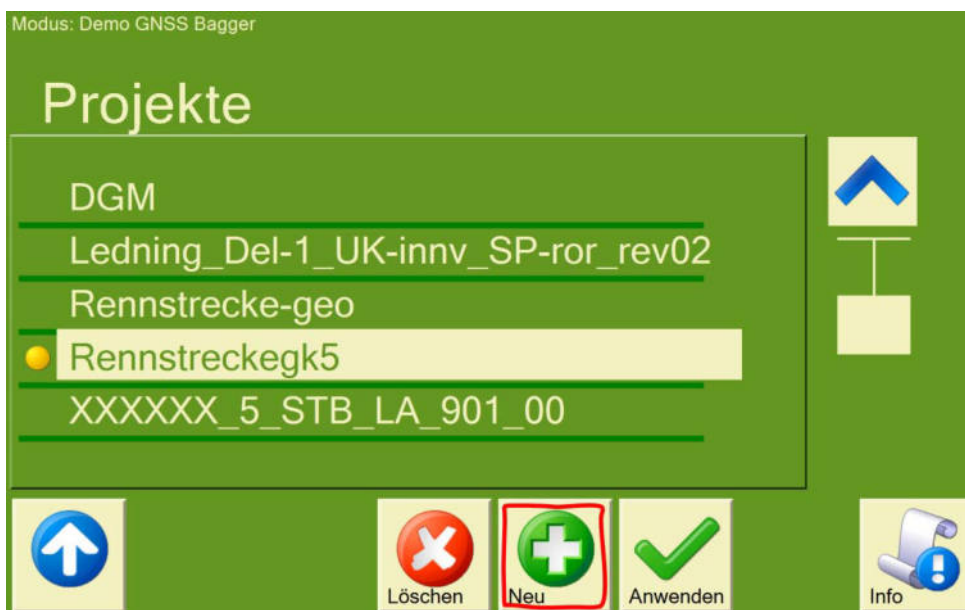 Modus: Demo GNSS Bagger
Projekte
DGM
Ledning_Del-1_UK-innv_SP-ror_rev02
Rennstrecke-geo
Rennstreckegk5
XXXXXX_5_STB_LA_901_00
Löschen
Neu
Anwenden
Info